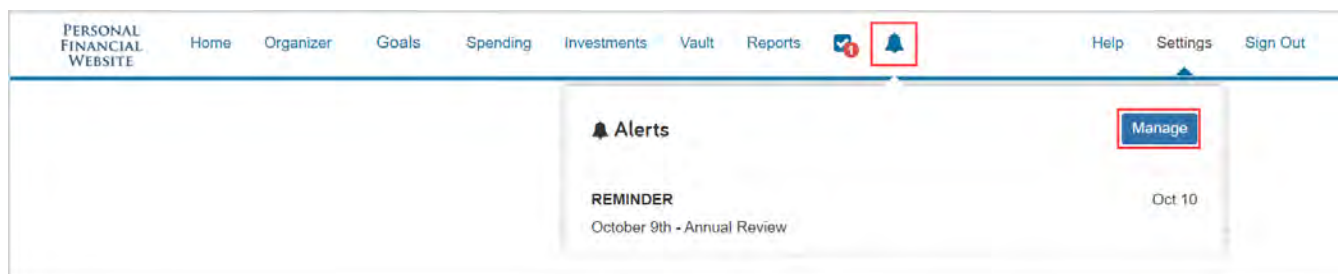 PERSONAL
FINANCIAL
WEBSITE
Home Organizer Goals Spending Investments Vault Reports 1 Help Settings Sign Out
Alerts Manage
REMINDER Oct 10
October 9th - Annual Review